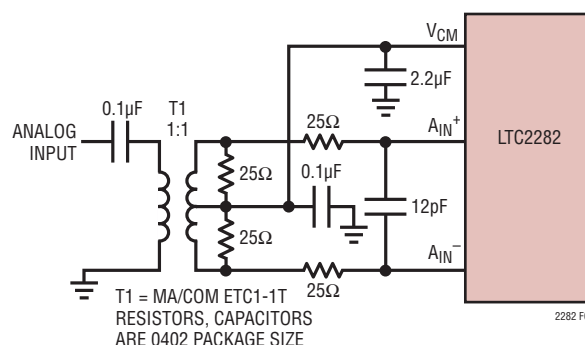 VCM
2.2µF
0.1µF
T1
1:1
25Ω
ANALOG
INPUT
AIN+
LTC2282
25Ω
0.1µF
12pF
25Ω
AIN−
25Ω
T1 = MA/COM ETC1-1T
RESISTORS, CAPACITORS
ARE 0402 PACKAGE SIZE